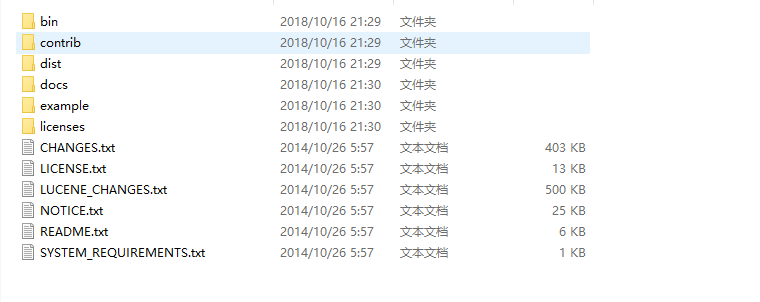 bin 2018/10/16 21:29 文件夹
contrib 2018/10/16 21:29 文件夹
dist 2018/10/16 21:29 文件夹
docs 2018/10/16 21:30 文件夹
example 2018/10/16 21:30 文件夹
licenses 2018/10/16 21:30 文件夹
CHANGES.txt 2014/10/26 5:57 文本文档 403 KB
LICENSE.txt 2014/10/26 5:57 文本文档 13 KB
LUCENE_CHANGES.txt 2014/10/26 5:57 文本文档 500 KB
NOTICE.txt 2014/10/26 5:57 文本文档 25 KB
README.txt 2014/10/26 5:57 文本文档 6 KB
SYSTEM_REQUIREMENTS.txt 2014/10/26 5:57 文本文档 1 KB